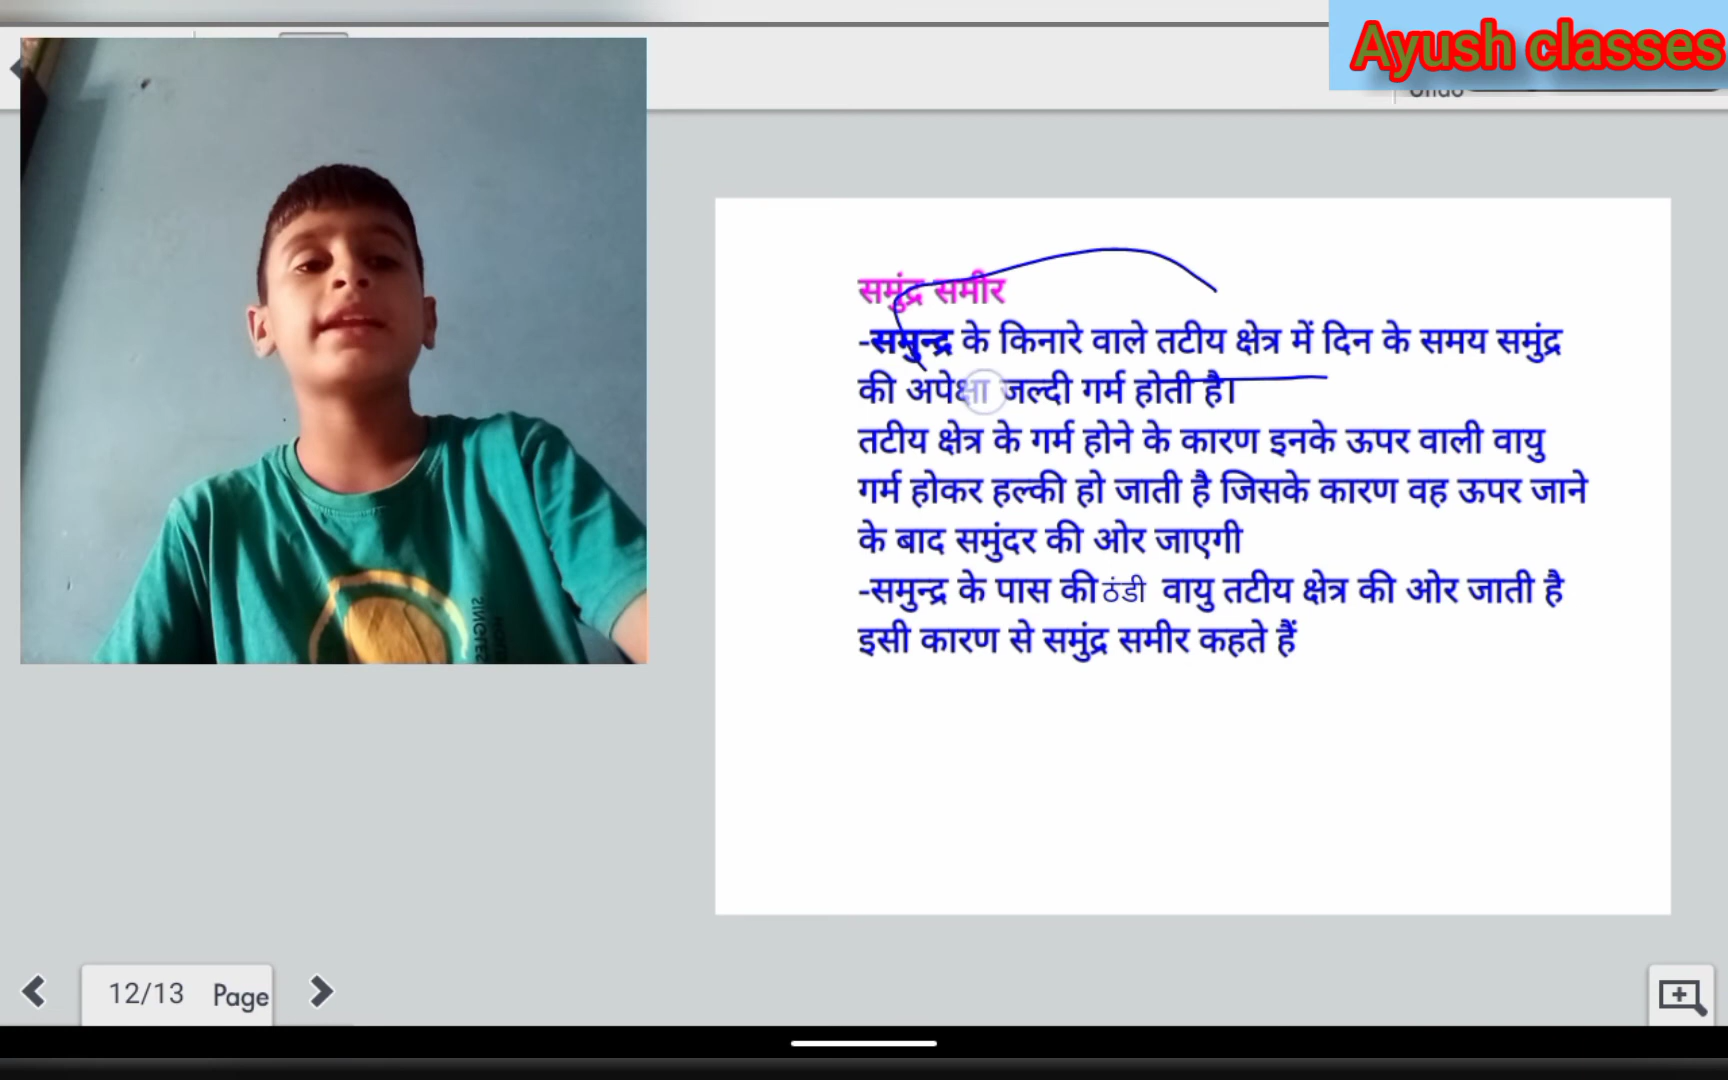 Ayush classes
Undo
समुंद्र समीर
-समुन्द्र के किनारे वाले तटीय क्षेत्र में दिन के समय समुंद्र
की अपेक्षा जल्दी गर्म होती है।
तटीय क्षेत्र के गर्म होने के कारण इनके ऊपर वाली वायु
गर्म होकर हल्की हो जाती है जिसके कारण वह ऊपर जाने
के बाद समुंदर की ओर जाएगी
-समुन्द्र के पास की ठंडी वायु तटीय क्षेत्र की ओर जाती है
इसी कारण से समुंद्र समीर कहते हैं
SINGLES
12/13 Page